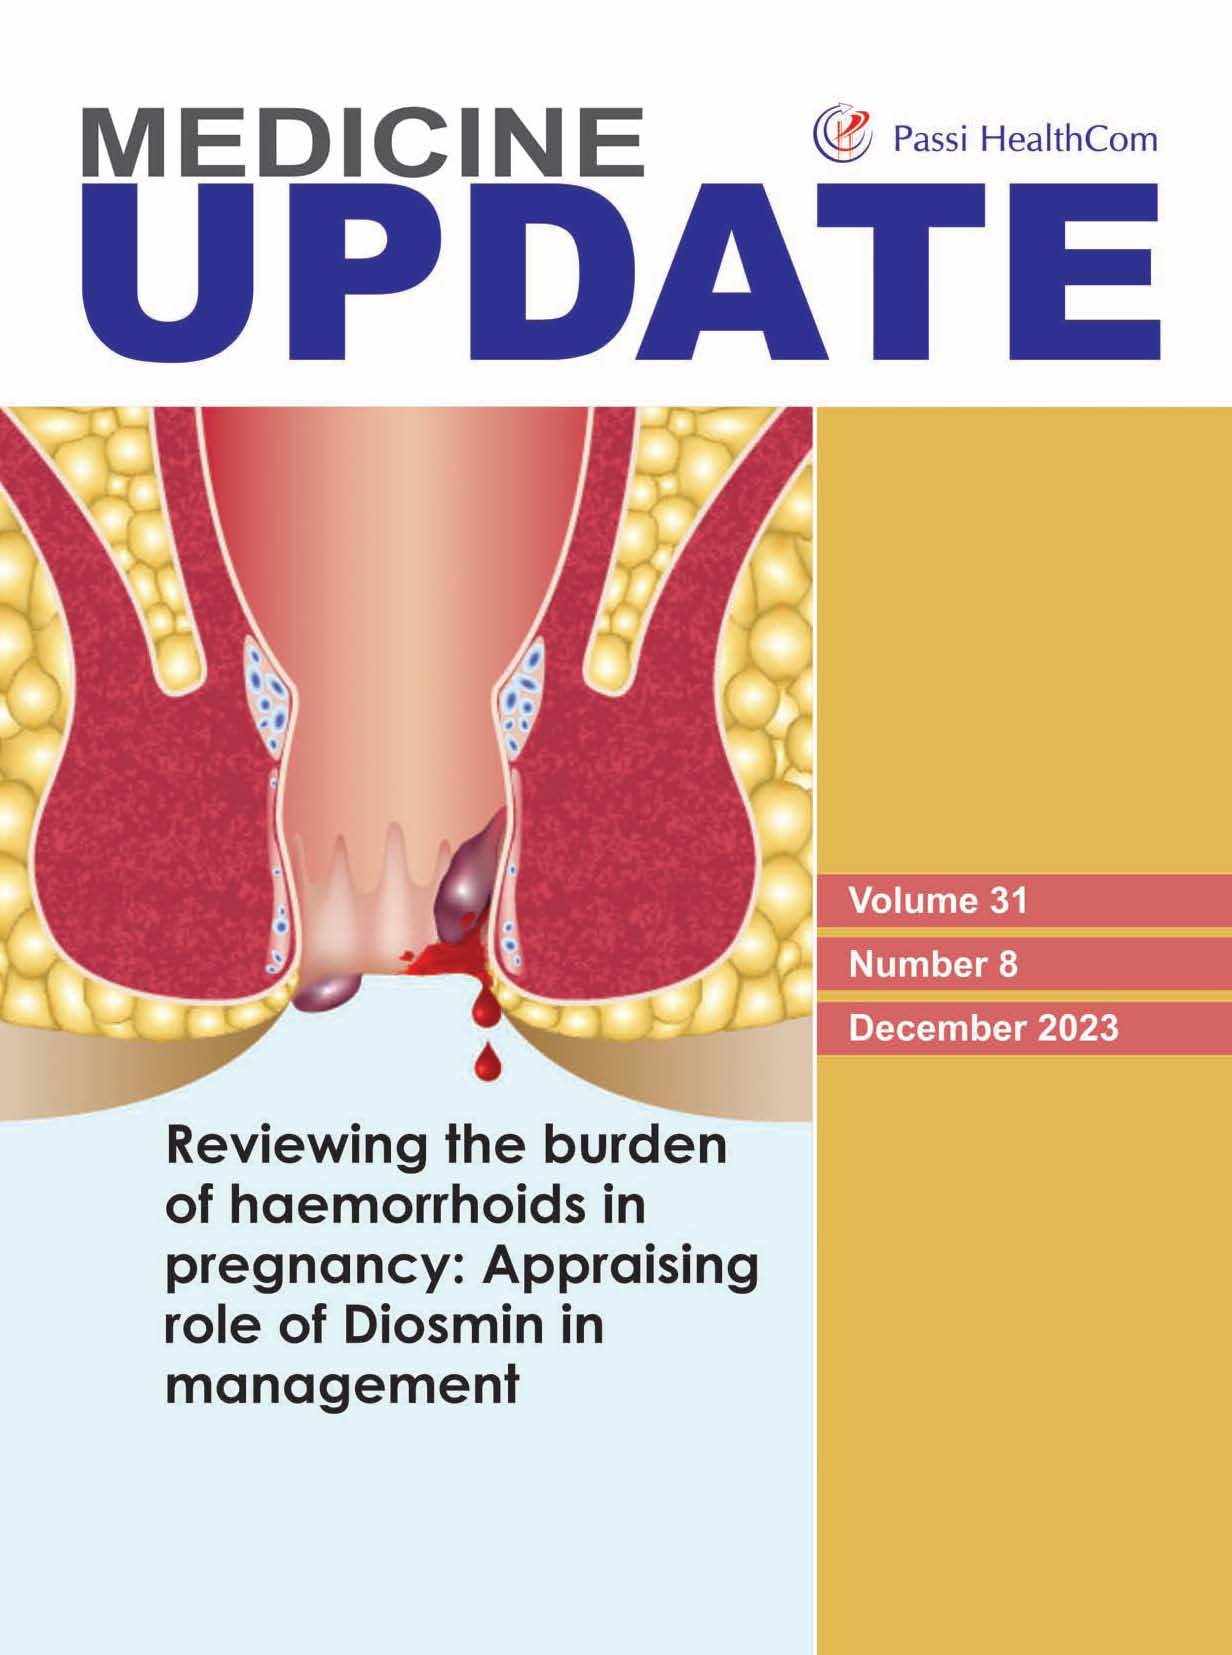 MEDICINE
Passi HealthCom
UPDATE
Volume 31
Number 8
December 2023
Reviewing the burden
of haemorrhoids in
pregnancy: Appraising
role of Diosmin in
management